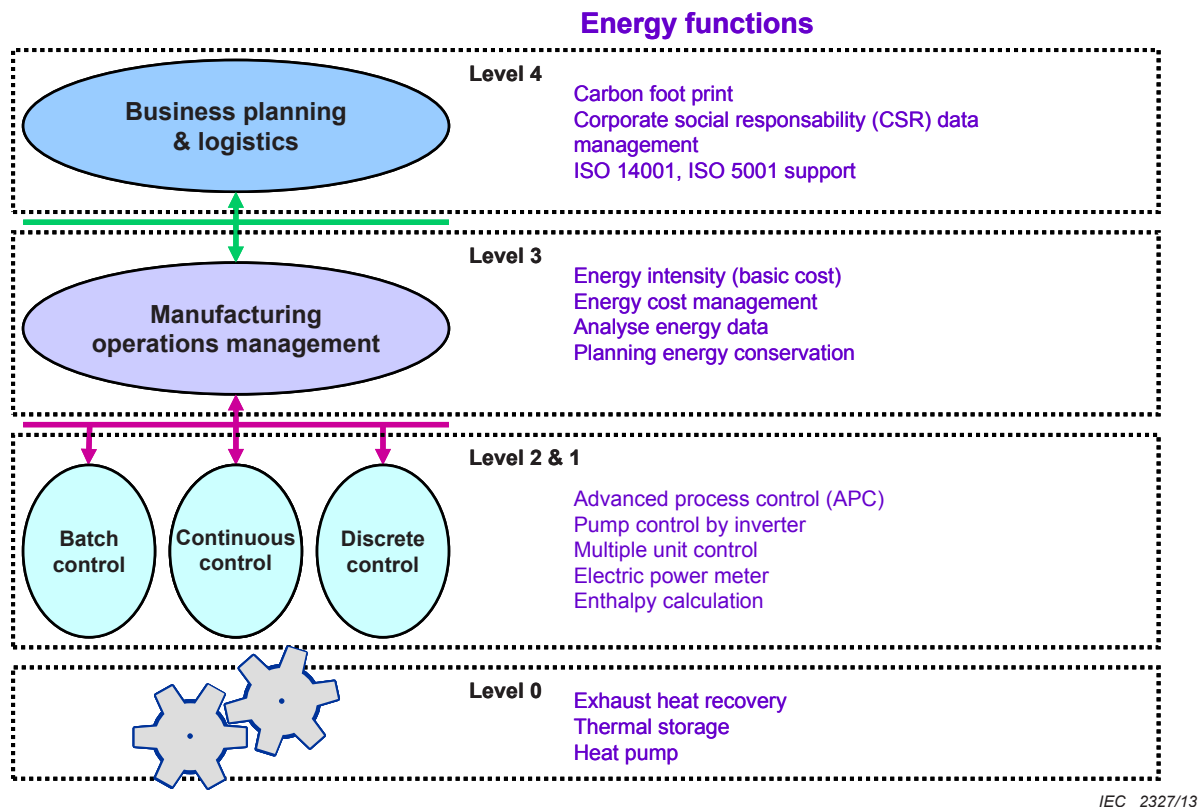 Energy functions
Level 4
Business planning
& logistics
Carbon foot print
Corporate social responsability (CSR) data
management
ISO 14001, ISO 5001 support
Level 3
Manufacturing
operations management
Energy intensity (basic cost)
Energy cost management
Analyse energy data
Planning energy conservation
Level 2 & 1
Batch
control
Continuous
control
Discrete
control
Advanced process control (APC)
Pump control by inverter
Multiple unit control
Electric power meter
Enthalpy calculation
Level 0
Exhaust heat recovery
Thermal storage
Heat pump
IEC 2327/13